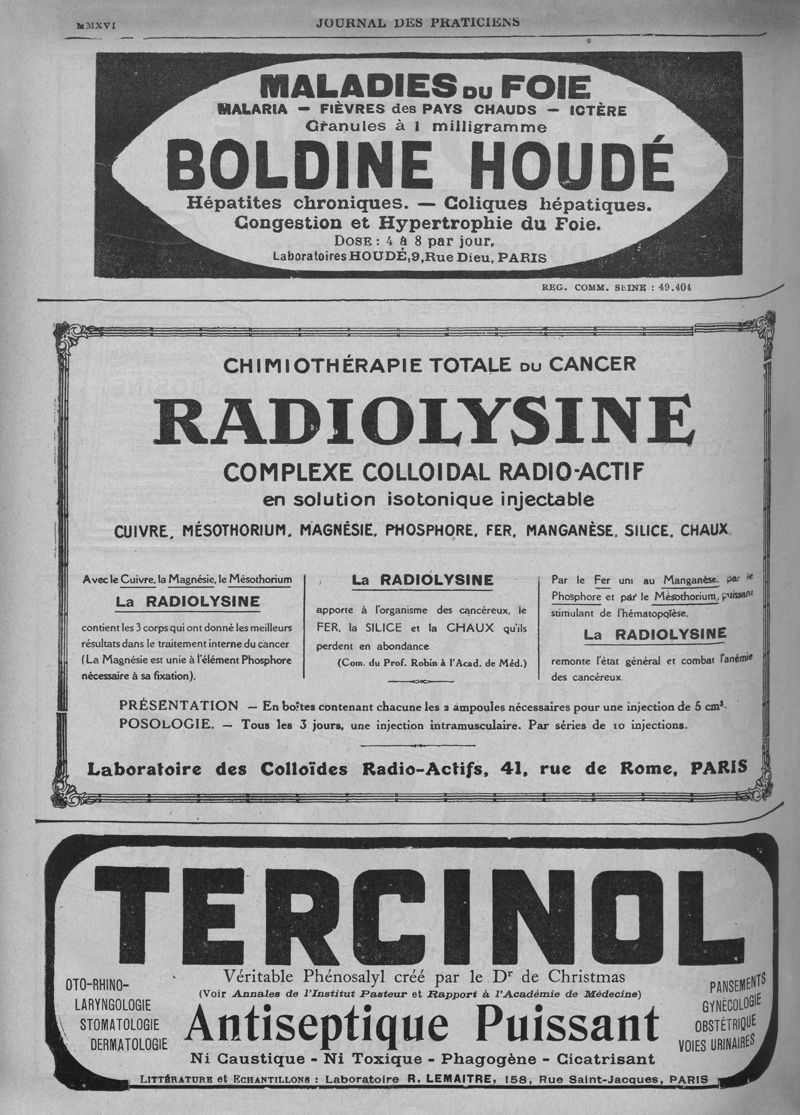 MMXVI
JOURNAL DES PRATICIENS
MALADIES DU FOIE
MALARIA — FIÈVRES des PAYS CHAUDS — ICTÈRE
Granules à 1 milligramme
BOLDINE HOUDÉ
Hépatites chroniques. — Coliques hépatiques.
Congestion et Hypertrophie du Foie.
DOSE : 4 à 8 par jour,
Laboratoires HOUDÉ, 9, Rue Dieu, PARIS
REG. COMM. SEINE : 49.404
CHIMIOTHÉRAPIE TOTALE DU CANCER
RADIOLYSINE
COMPLEXE COLLOIDAL RADIO-ACTIF
en solution isotonique injectable
CUIVRE, MÉSOTHORIUM, MAGNÉSIE, PHOSPHORE, FER, MANGANÈSE, SILICE, CHAUX
Avec le Cuivre, la Magnésie, le Mésothorium
La RADIOLYSINE
contient les 3 corps qui ont donné les meilleurs
résultats dans le traitement interne du cancer
(La Magnésie est unie à l'élément Phosphore
nécessaire à sa fixation).
La RADIOLYSINE
apporte à l'organisme des cancéreux, le
FER, la SILICE et la CHAUX qu'ils
perdent en abondance
(Com. du Prof. Robin à l'Acad. de Méd.)
Par le Fer uni au Manganèse, par le
Phosphore et par le Mésothorium, puissant
stimulant de l'hématopoïèse,
La RADIOLYSINE
remonte l'état général et combat l'anémie
des cancéreux.
PRÉSENTATION — En boîtes contenant chacune les 2 ampoules nécessaires pour une injection de 5 cm³.
POSOLOGIE. — Tous les 3 jours, une injection intramusculaire. Par séries de 10 injections.
Laboratoire des Colloïdes Radio-Actifs, 41, rue de Rome, PARIS
TERCINOL
Véritable Phénosalyl créé par le Dr de Christmas
(Voir Annales de l'Institut Pasteur et Rapport à l'Académie de Médecine)
OTO-RHINO-
LARYNGOLOGIE
STOMATOLOGIE
DERMATOLOGIE
Antiseptique Puissant
PANSEMENTS
GYNÉCOLOGIE
OBSTÉTRIQUE
VOIES URINAIRES
Ni Caustique - Ni Toxique - Phagogène - Cicatrisant
LITTÉRATURE et ECHANTILLONS : Laboratoire R. LEMAITRE, 158, Rue Saint-Jacques, PARIS